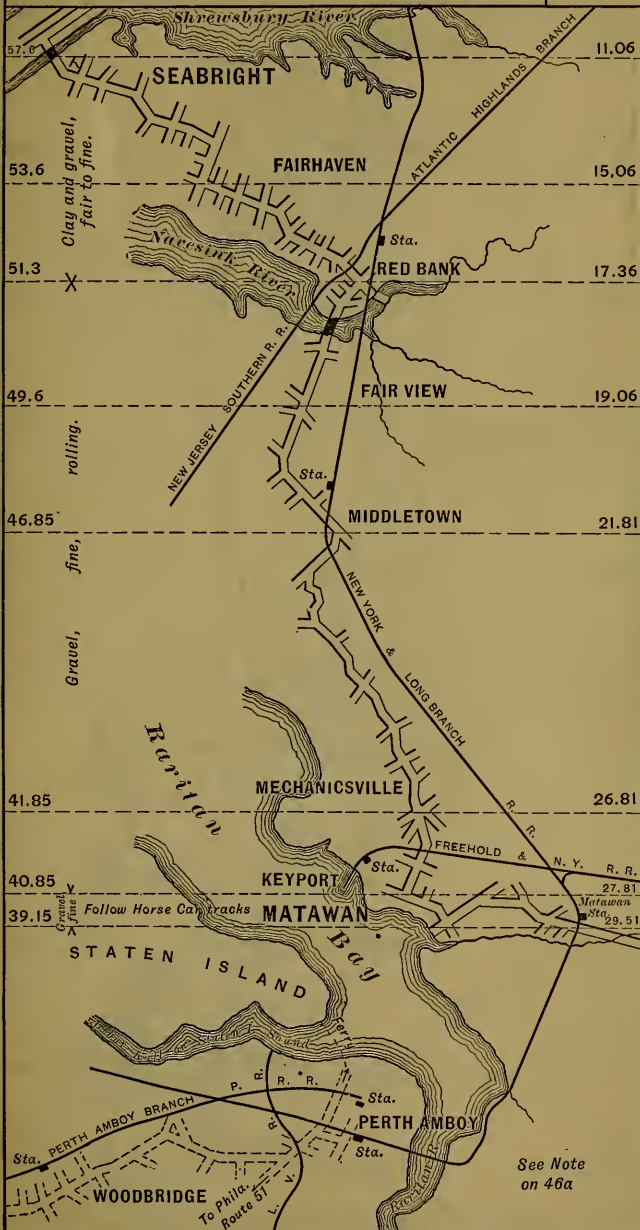 Shrewsbury River
57.6
11.06
SEABRIGHT
ATLANTIC HIGHLANDS BRANCH
Clay and gravel,
fair to fine.
FAIRHAVEN
53.6
15.06
Navesink River
Sta.
RED BANK
51.3
17.36
NEW JERSEY SOUTHERN R. R.
FAIR VIEW
49.6
19.06
Sta.
MIDDLETOWN
46.85
21.81
Gravel, fine, rolling.
NEW YORK & LONG BRANCH R. R.
Raritan Bay
MECHANICSVILLE
41.85
26.81
FREEHOLD & N. Y. R. R.
Sta.
KEYPORT
40.85
27.81
Gravel
fine
Follow Horse Car tracks
MATAWAN
Matawan
Sta.
39.15
29.51
STATEN ISLAND
Sound
Ferry
P. R. R.
Sta.
PERTH AMBOY BRANCH
PERTH AMBOY
Sta.
Sta.
Raritan R.
L. V. R. R.
WOODBRIDGE
To Phila.
Route 51
See Note
on 46a